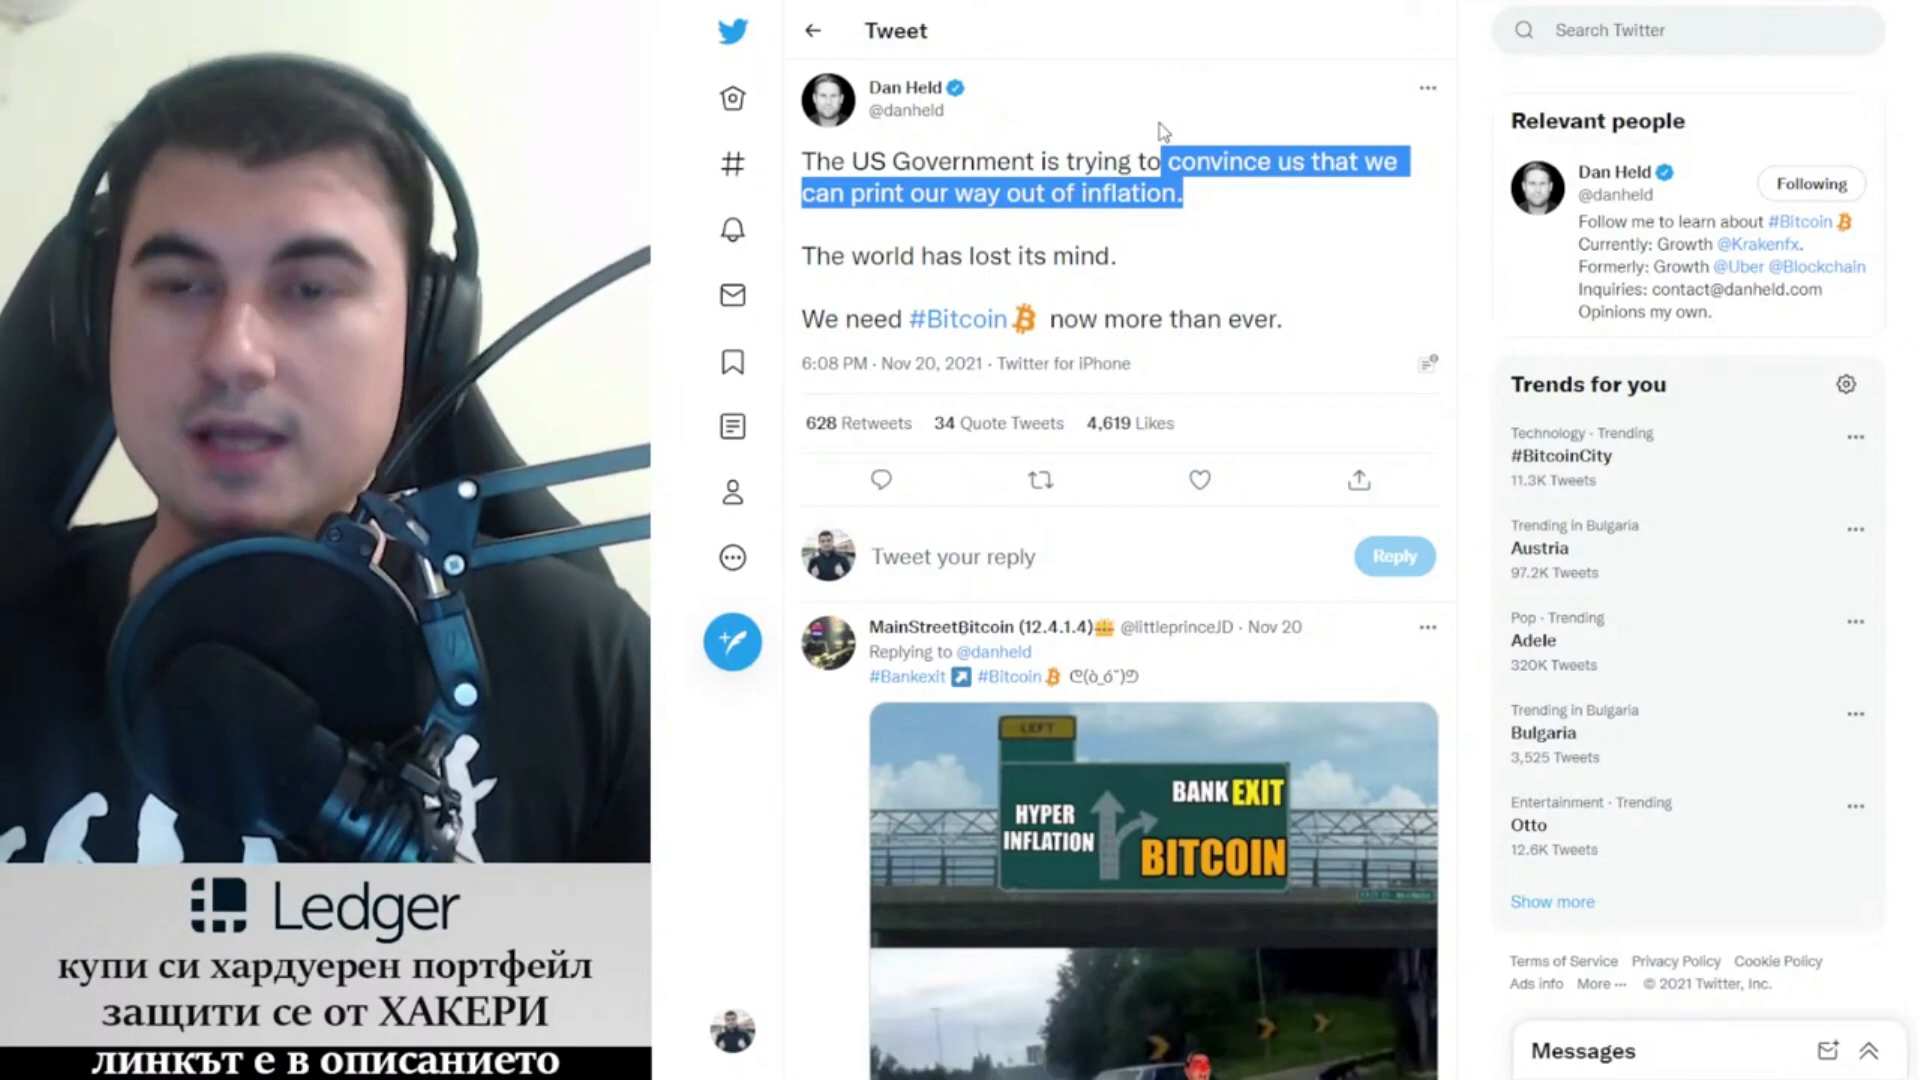 Ledger
купи си хардуерен портфейл
защити се от ХАКЕРИ
линкът е в описанието
Tweet
Dan Held
@danheld
The US Government is trying to convince us that we
can print our way out of inflation.
The world has lost its mind.
We need #Bitcoin now more than ever.
6:08 PM · Nov 20, 2021 · Twitter for iPhone
628 Retweets 34 Quote Tweets 4,619 Likes
Tweet your reply
Reply
MainStreetBitcoin (12.4.1.4) @littleprinceJD · Nov 20
Replying to @danheld
#Bankexit #Bitcoin
LEFT
HYPER
INFLATION
BANK EXIT
BITCOIN
Search Twitter
Relevant people
Dan Held
@danheld
Following
Follow me to learn about #Bitcoin
Currently: Growth @Krakenfx.
Formerly: Growth @Uber @Blockchain
Inquiries: contact@danheld.com
Opinions my own.
Trends for you
Technology · Trending
#BitcoinCity
11.3K Tweets
Trending in Bulgaria
Austria
97.2K Tweets
Pop · Trending
Adele
320K Tweets
Trending in Bulgaria
Bulgaria
3,525 Tweets
Entertainment · Trending
Otto
12.6K Tweets
Show more
Terms of Service Privacy Policy Cookie Policy
Ads info More ··· © 2021 Twitter, Inc.
Messages